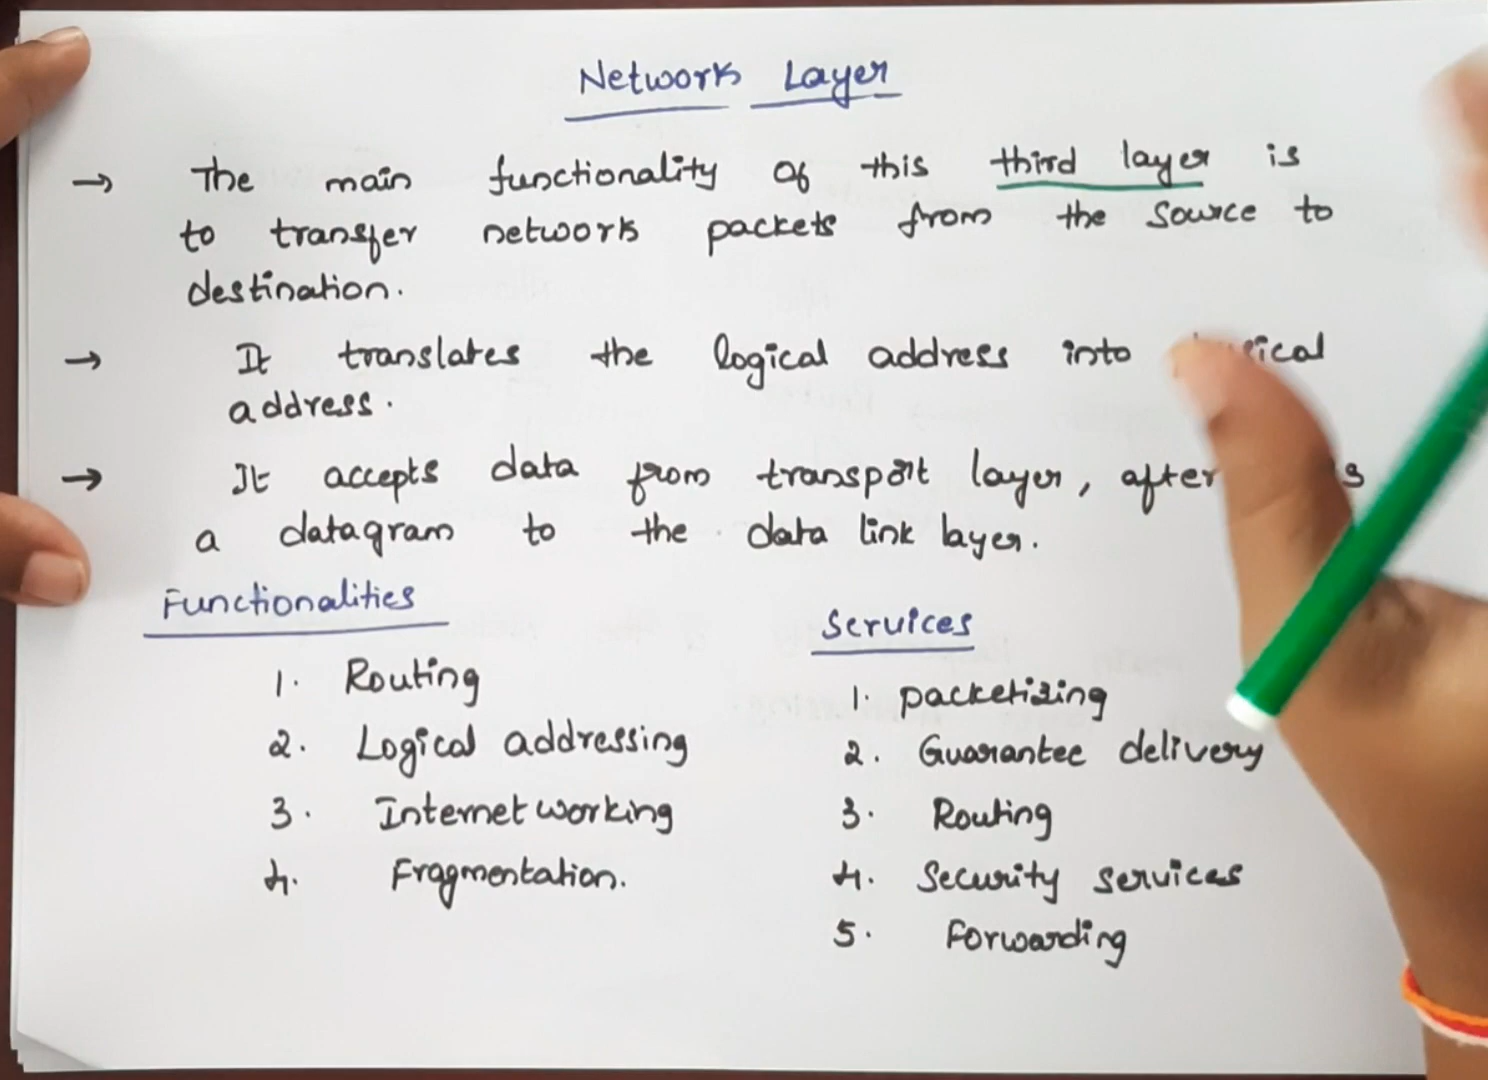 Network Layer
→ The main functionality of this third layer is
to transfer network packets from the source to
destination.
→ It translates the logical address into
address.
→ It accepts data from transport layer, after
a datagram to the data link layer.
Functionalities
1. Routing
2. Logical addressing
3. Internetworking
4. Fragmentation.
Services
1. packetizing
2. Guarantee delivery
3. Routing
4. Security services
5. Forwarding